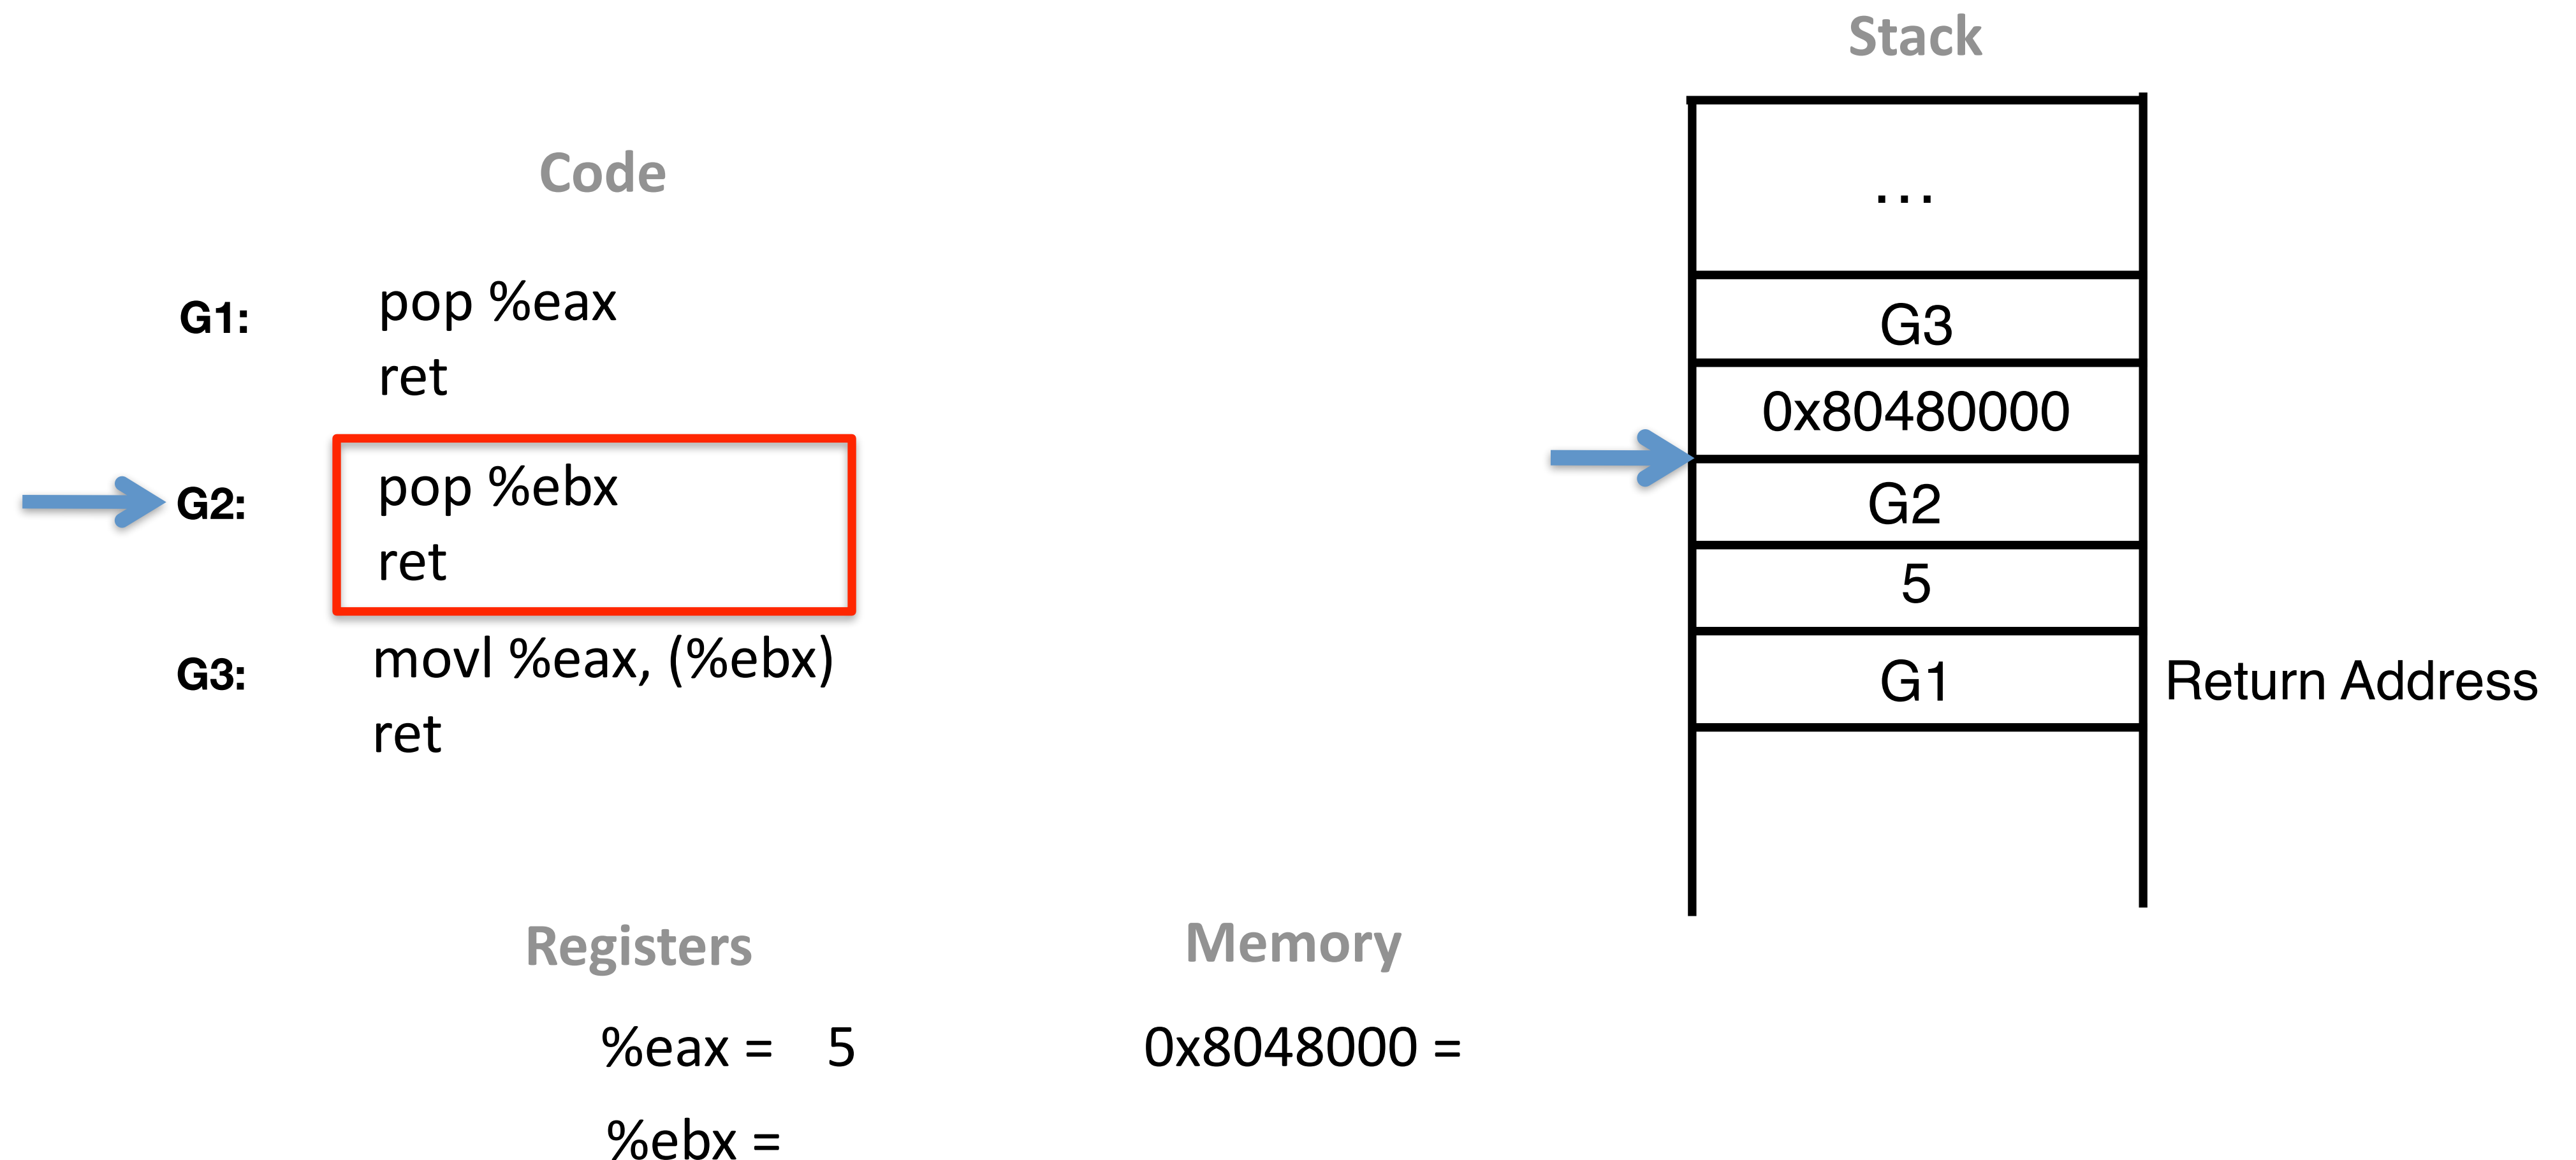 Stack
Code
G1: pop %eax
ret
G2: pop %ebx
ret
G3: movl %eax, (%ebx)
ret
…
G3
0x80480000
G2
5
G1 Return Address
Registers
%eax = 5
%ebx =
Memory
0x8048000 =